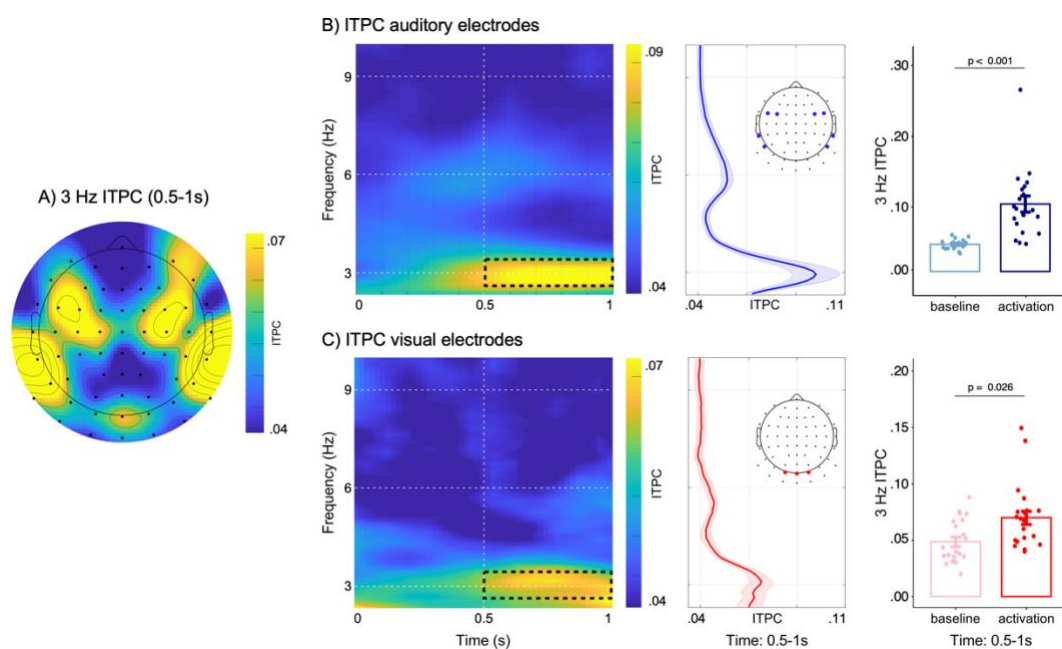 A) 3 Hz ITPC (0.5-1s)
.07
ITPC
.04
B) ITPC auditory electrodes
Frequency (Hz)
9
6
3
0
0.5
1
.09
ITPC
.04
.04
ITPC
.11
3 Hz ITPC
.30
.20
.10
.00
p < 0.001
baseline
activation
C) ITPC visual electrodes
Frequency (Hz)
9
6
3
0
0.5
1
Time (s)
.07
ITPC
.04
.04
ITPC
.11
Time: 0.5-1s
3 Hz ITPC
.20
.15
.10
.05
.00
p = 0.026
baseline
activation
Time: 0.5-1s